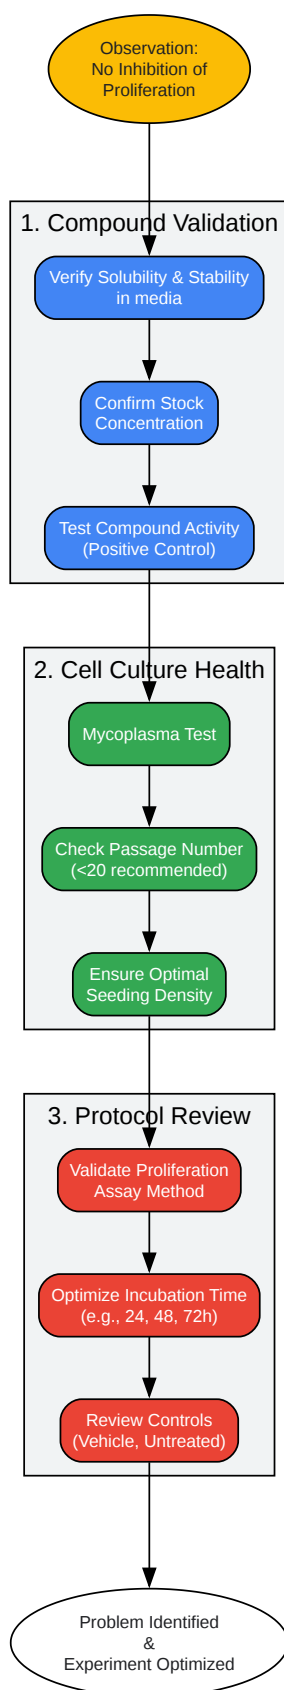 Observation:
No Inhibition of
Proliferation
1. Compound Validation
Verify Solubility & Stability
in media
Confirm Stock
Concentration
Test Compound Activity
(Positive Control)
2. Cell Culture Health
Mycoplasma Test
Check Passage Number
(<20 recommended)
Ensure Optimal
Seeding Density
3. Protocol Review
Validate Proliferation
Assay Method
Optimize Incubation Time
(e.g., 24, 48, 72h)
Review Controls
(Vehicle, Untreated)
Problem Identified
&
Experiment Optimized